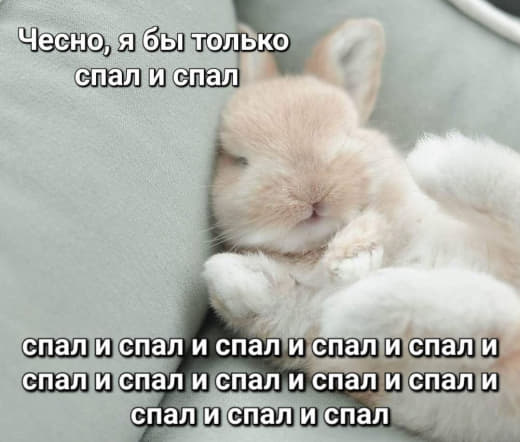 Чесно, я бы только
спал и спал
спал и спал и спал и спал и спал и
спал и спал и спал и спал и спал и
спал и спал и спал